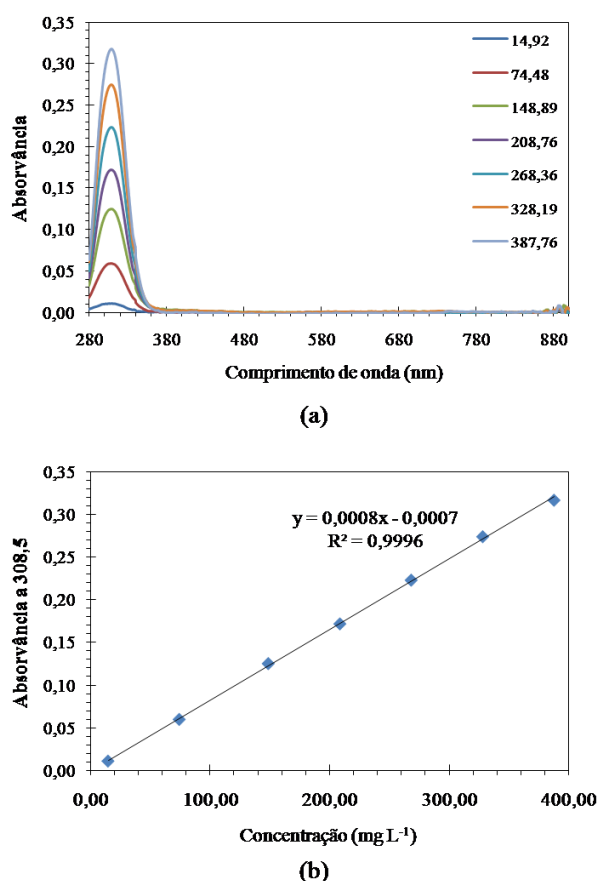 0,35
0,30
0,25
0,20
0,15
0,10
0,05
0,00
Absorvância
14,92
74,48
148,89
208,76
268,36
328,19
387,76
280 380 480 580 680 780 880
Comprimento de onda (nm)
(a)
0,35
0,30
0,25
0,20
0,15
0,10
0,05
0,00
Absorvância a 308,5
y = 0,0008x - 0,0007
R² = 0,9996
0,00 100,00 200,00 300,00 400,00
Concentração (mg L⁻¹)
(b)